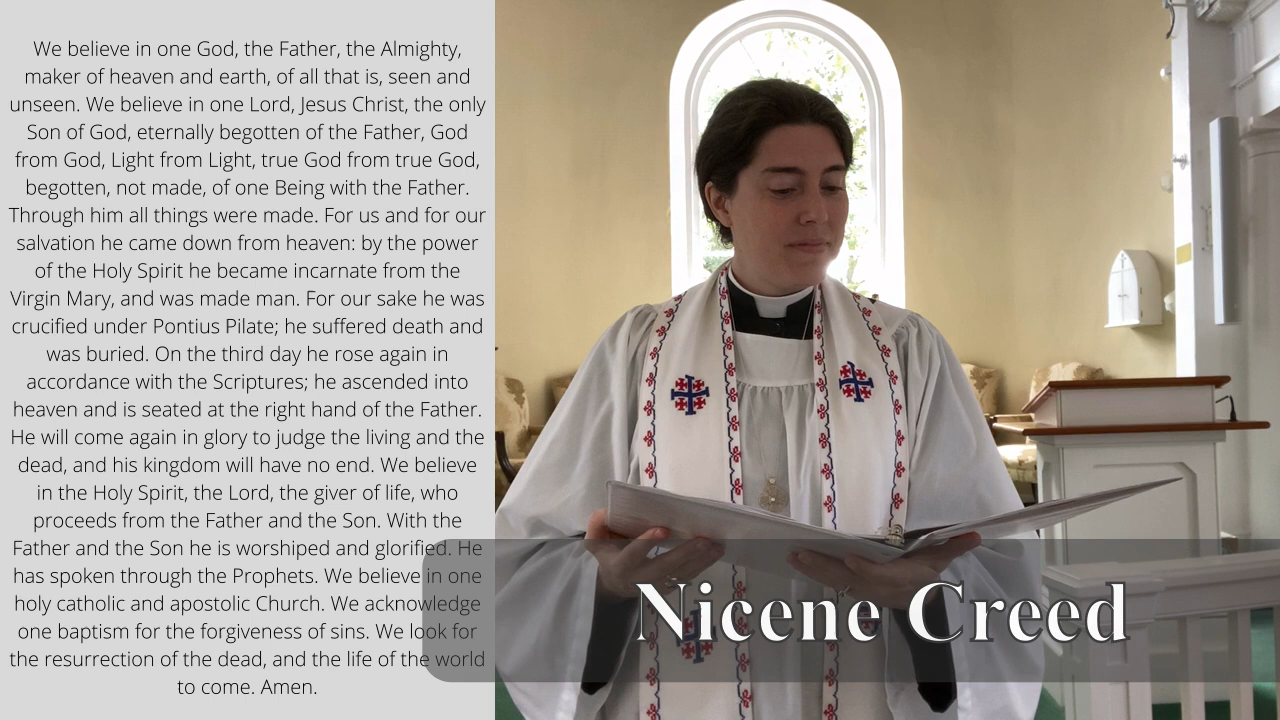 We believe in one God, the Father, the Almighty,
maker of heaven and earth, of all that is, seen and
unseen. We believe in one Lord, Jesus Christ, the only
Son of God, eternally begotten of the Father, God
from God, Light from Light, true God from true God,
begotten, not made, of one Being with the Father.
Through him all things were made. For us and for our
salvation he came down from heaven: by the power
of the Holy Spirit he became incarnate from the
Virgin Mary, and was made man. For our sake he was
crucified under Pontius Pilate; he suffered death and
was buried. On the third day he rose again in
accordance with the Scriptures; he ascended into
heaven and is seated at the right hand of the Father.
He will come again in glory to judge the living and the
dead, and his kingdom will have no end. We believe
in the Holy Spirit, the Lord, the giver of life, who
proceeds from the Father and the Son. With the
Father and the Son he is worshiped and glorified. He
has spoken through the Prophets. We believe in one
holy catholic and apostolic Church. We acknowledge
one baptism for the forgiveness of sins. We look for
the resurrection of the dead, and the life of the world
to come. Amen.
Nicene Creed